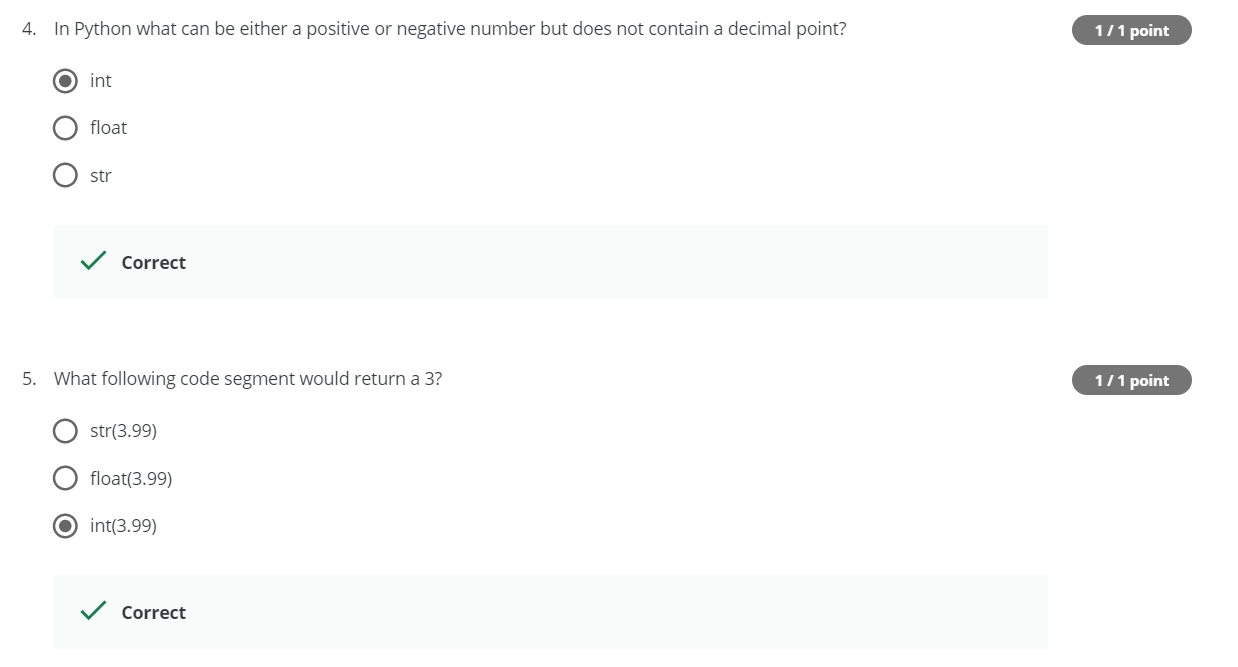 4. In Python what can be either a positive or negative number but does not contain a decimal point?
1 / 1 point
int
float
str
Correct
5. What following code segment would return a 3?
1 / 1 point
str(3.99)
float(3.99)
int(3.99)
Correct